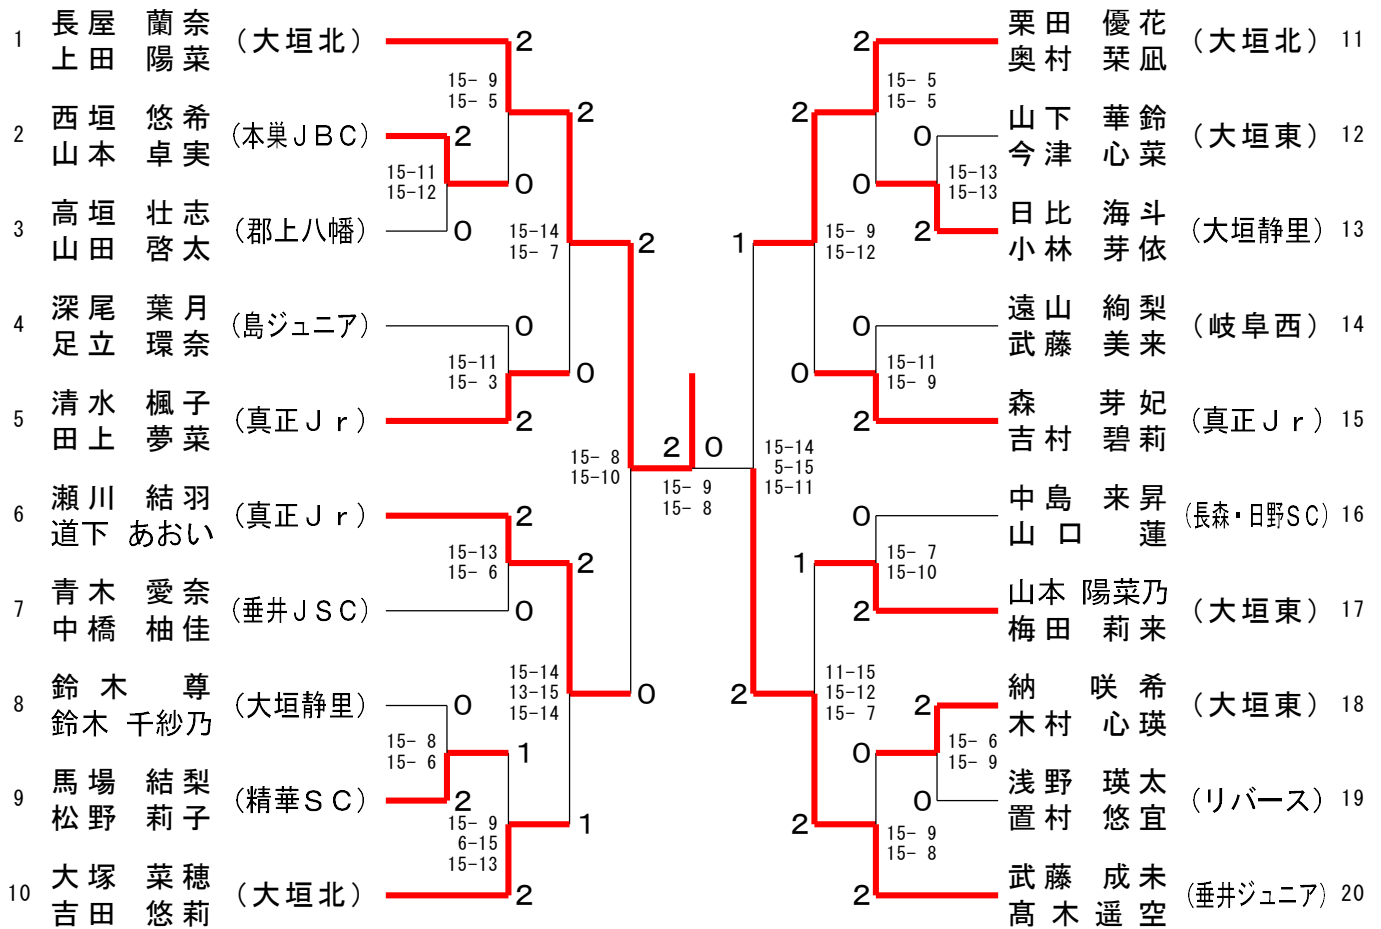 1 長屋 蘭奈
上田 陽菜
(大垣北)
2 西垣 悠希
山本 卓実
(本巣JBC)
3 高垣 壮志
山田 啓太
(郡上八幡)
4 深尾 葉月
足立 環奈
(島ジュニア)
5 清水 楓子
田上 夢菜
(真正Jr)
6 瀬川 結羽
道下 あおい
(真正Jr)
7 青木 愛奈
中橋 柚佳
(垂井JSC)
8 鈴木 尊
鈴木 千紗乃
(大垣静里)
9 馬場 結梨
松野 莉子
(精華SC)
10 大塚 菜穂
吉田 悠莉
(大垣北)
2
15- 9
15- 5
2
2
15-11
15-12
0
0
15-14
15- 7
2
0
15-11
15- 3
0
2
15- 8
15-10
2
15-13
15- 6
2
0
15-14
13-15
15-14
0
0
15- 8
15- 6
1
2
15- 9
6-15
15-13
1
2
2 0
15- 9
15- 8
2
15- 5
15- 5
2
0
15-13
15-13
0
2
15- 9
15-12
1
0
15-11
15- 9
0
2
15-14
5-15
15-11
0
15- 7
15-10
1
2
11-15
15-12
15- 7
2
2
15- 6
15- 9
0
0
15- 9
15- 8
2
2
栗田 優花
奥村 栞凪
(大垣北) 11
山下 華鈴
今津 心菜
(大垣東) 12
日比 海斗
小林 芽依
(大垣静里) 13
遠山 絢梨
武藤 美来
(岐阜西) 14
森 芽妃
吉村 碧莉
(真正Jr) 15
中島 来昇
山口 蓮
(長森・日野SC) 16
山本 陽菜乃
梅田 莉来
(大垣東) 17
納 咲希
木村 心瑛
(大垣東) 18
浅野 瑛太
置村 悠宜
(リバース) 19
武藤 成未
髙木 遥空
(垂井ジュニア) 20